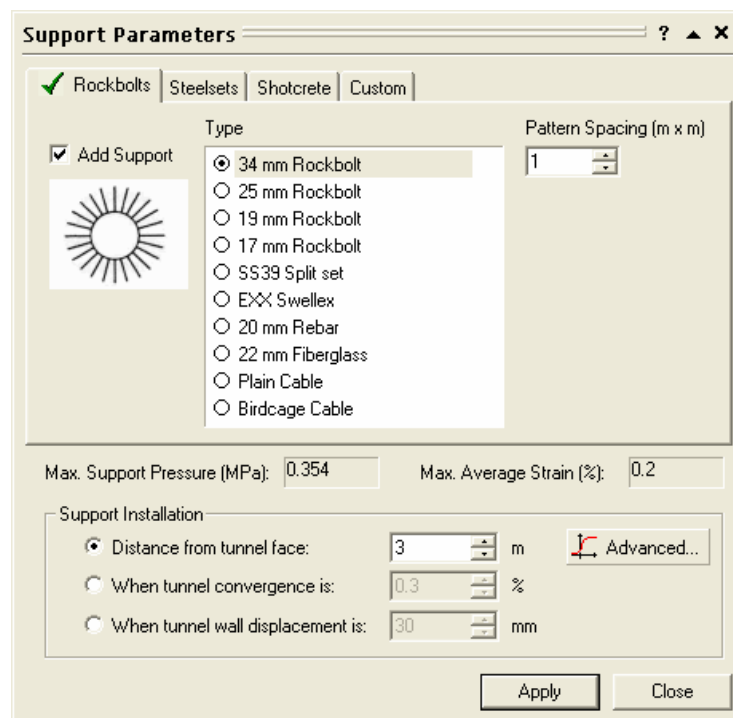 Support Parameters ? ▲ ×
Rockbolts Steelsets Shotcrete Custom
Type Pattern Spacing (m x m)
Add Support 1
34 mm Rockbolt
25 mm Rockbolt
19 mm Rockbolt
17 mm Rockbolt
SS39 Split set
EXX Swellex
20 mm Rebar
22 mm Fiberglass
Plain Cable
Birdcage Cable
Max. Support Pressure (MPa): 0.354 Max. Average Strain (%): 0.2
Support Installation
Distance from tunnel face: 3 m Advanced...
When tunnel convergence is: 0.3 %
When tunnel wall displacement is: 30 mm
Apply Close